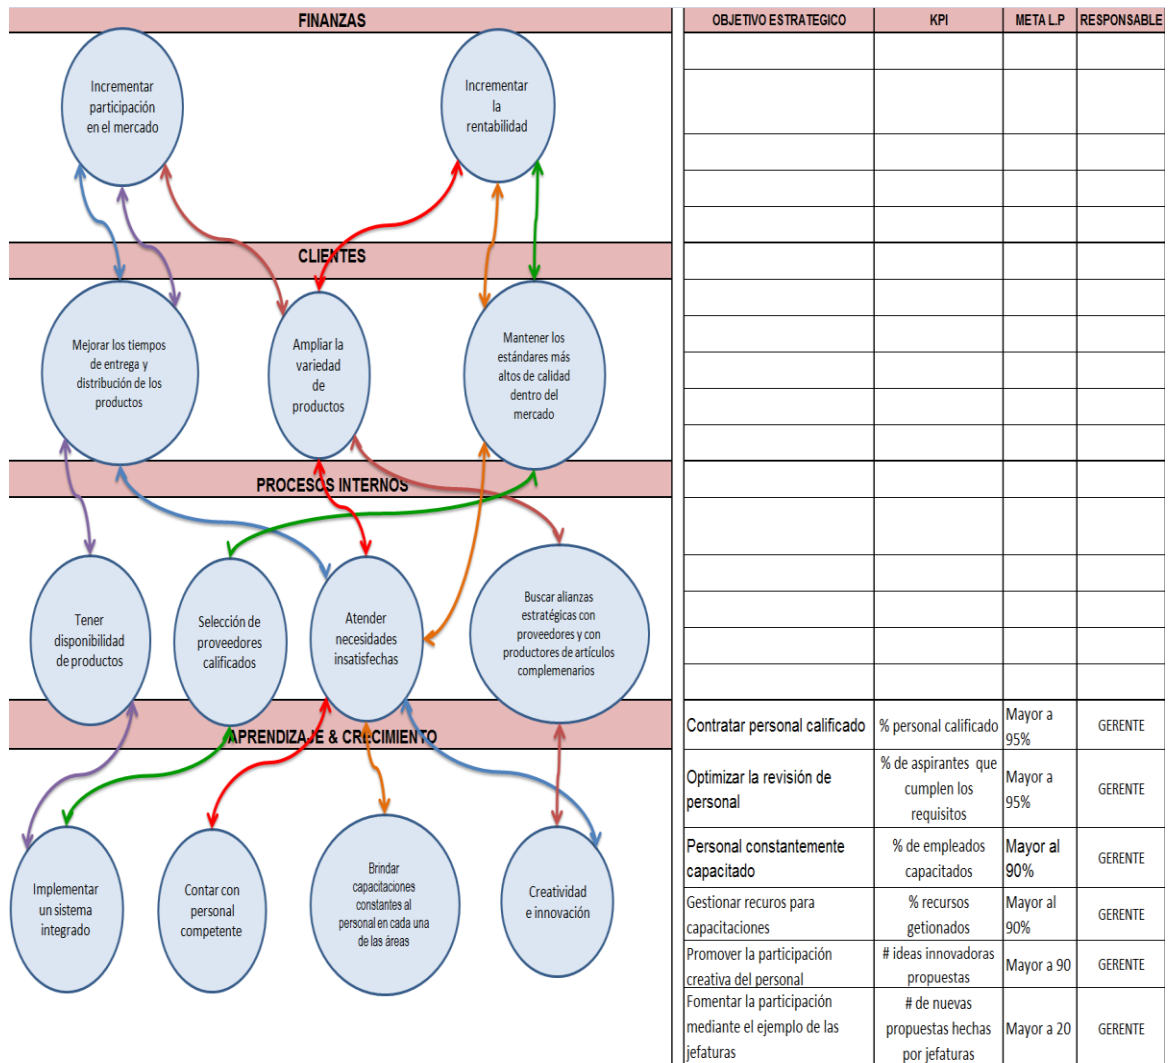 FINANZAS
Incrementar
participación
en el mercado
Incrementar
la
rentabilidad
CLIENTES
Mejorar los tiempos
de entrega y
distribución de los
productos
Ampliar la
variedad
de
productos
Mantener los
estándares más
altos de calidad
dentro del
mercado
PROCESOS INTERNOS
Tener
disponibilidad
de productos
Selección de
proveedores
calificados
Atender
necesidades
insatisfechas
Buscar alianzas
estratégicas con
proveedores y con
productores de artículos
complemenarios
APRENDIZAJE & CRECIMIENTO
Implementar
un sistema
integrado
Contar con
personal
competente
Brindar
capacitaciones
constantes al
personal en cada una
de las áreas
Creatividad
e innovación
OBJETIVO ESTRATEGICO KPI META L.P RESPONSABLE
Contratar personal calificado
% personal calificado
Mayor a
95%
GERENTE
Optimizar la revisión de
personal
% de aspirantes que
cumplen los
requisitos
Mayor a
95%
GERENTE
Personal constantemente
capacitado
% de empleados
capacitados
Mayor al
90%
GERENTE
Gestionar recuros para
capacitaciones
% recursos
getionados
Mayor al
90%
GERENTE
Promover la participación
creativa del personal
# ideas innovadoras
propuestas
Mayor a 90
GERENTE
Fomentar la participación
mediante el ejemplo de las
jefaturas
# de nuevas
propuestas hechas
por jefaturas
Mayor a 20
GERENTE